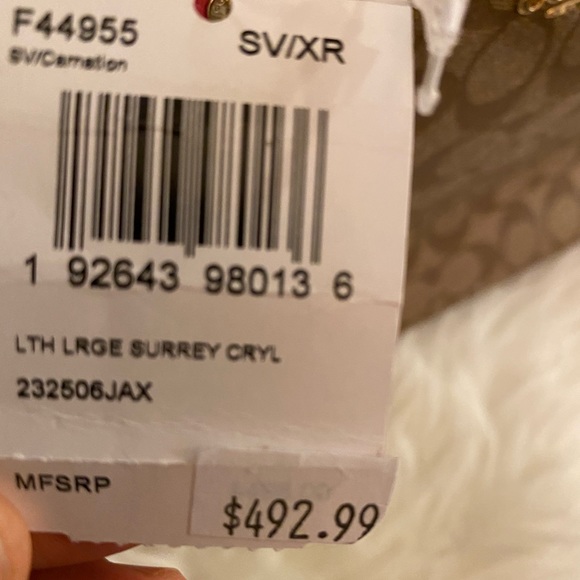 F44955
SV/Carnation
SV/XR
1 92643 98013 6
LTH LRGE SURREY CRYL
232506JAX
MFSRP
$492.99